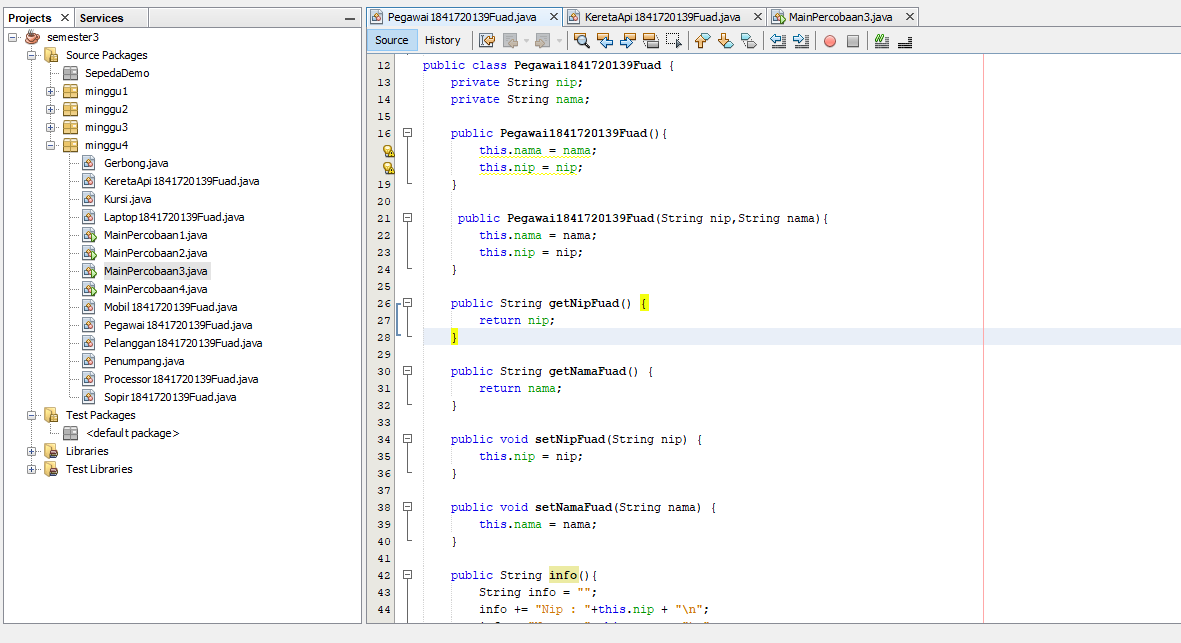 Projects Services
semester3
Source Packages
SepedaDemo
minggu1
minggu2
minggu3
minggu4
Gerbong.java
KeretaApi1841720139Fuad.java
Kursi.java
Laptop1841720139Fuad.java
MainPercobaan1.java
MainPercobaan2.java
MainPercobaan3.java
MainPercobaan4.java
Mobil1841720139Fuad.java
Pegawai1841720139Fuad.java
Pelanggan1841720139Fuad.java
Penumpang.java
Processor1841720139Fuad.java
Sopir1841720139Fuad.java
Test Packages
<default package>
Libraries
Test Libraries
Pegawai1841720139Fuad.java KeretaApi1841720139Fuad.java MainPercobaan3.java
Source History
12 public class Pegawai1841720139Fuad {
13 private String nip;
14 private String nama;
15
16 public Pegawai1841720139Fuad(){
this.nama = nama;
this.nip = nip;
19 }
20
21 public Pegawai1841720139Fuad(String nip,String nama){
22 this.nama = nama;
23 this.nip = nip;
24 }
25
26 public String getNipFuad() {
27 return nip;
28 }
29
30 public String getNamaFuad() {
31 return nama;
32 }
33
34 public void setNipFuad(String nip) {
35 this.nip = nip;
36 }
37
38 public void setNamaFuad(String nama) {
39 this.nama = nama;
40 }
41
42 public String info(){
43 String info = "";
44 info += "Nip : "+this.nip + "\n";